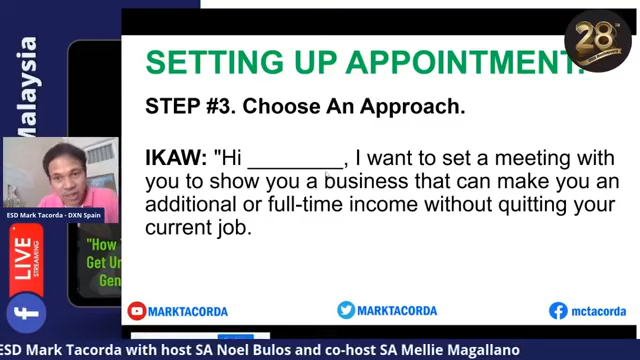 SETTING UP APPOINTMENT.
28
STEP #3. Choose An Approach.
IKAW: "Hi _______, I want to set a meeting with
you to show you a business that can make you an
additional or full-time income without quitting your
current job.
Malaysia
ESD Mark Tacorda - DXN Spain
LIVE
STREAMING
"How
Get Un
Gen
f
MARKTACORDA
MARKTACORDA
mctacorda
ESD Mark Tacorda with host SA Noel Bulos and co-host SA Mellie Magallano